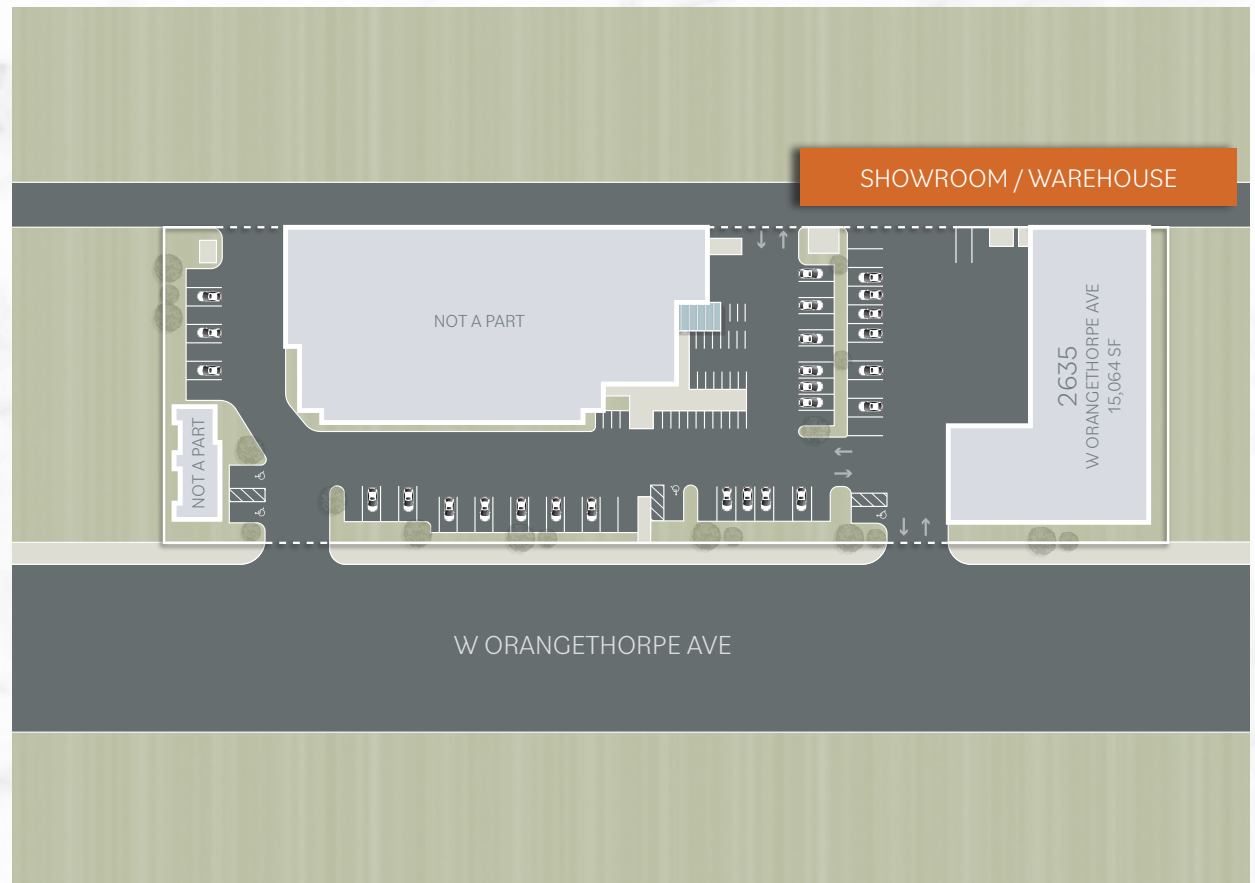 SHOWROOM / WAREHOUSE
NOT A PART
2635
W ORANGETHORPE AVE
15,064 SF
NOT A PART
W ORANGETHORPE AVE